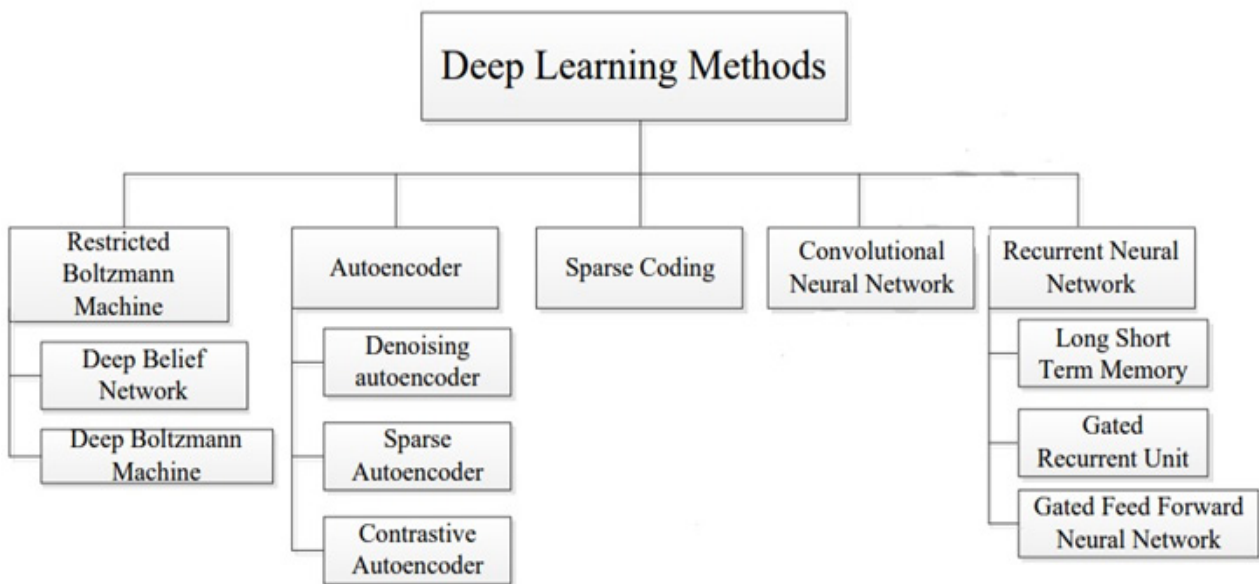 Deep Learning Methods
Restricted
Boltzmann
Machine
Deep Belief
Network
Deep Boltzmann
Machine
Autoencoder
Denoising
autoencoder
Sparse
Autoencoder
Contrastive
Autoencoder
Sparse Coding
Convolutional
Neural Network
Recurrent Neural
Network
Long Short
Term Memory
Gated
Recurrent Unit
Gated Feed Forward
Neural Network